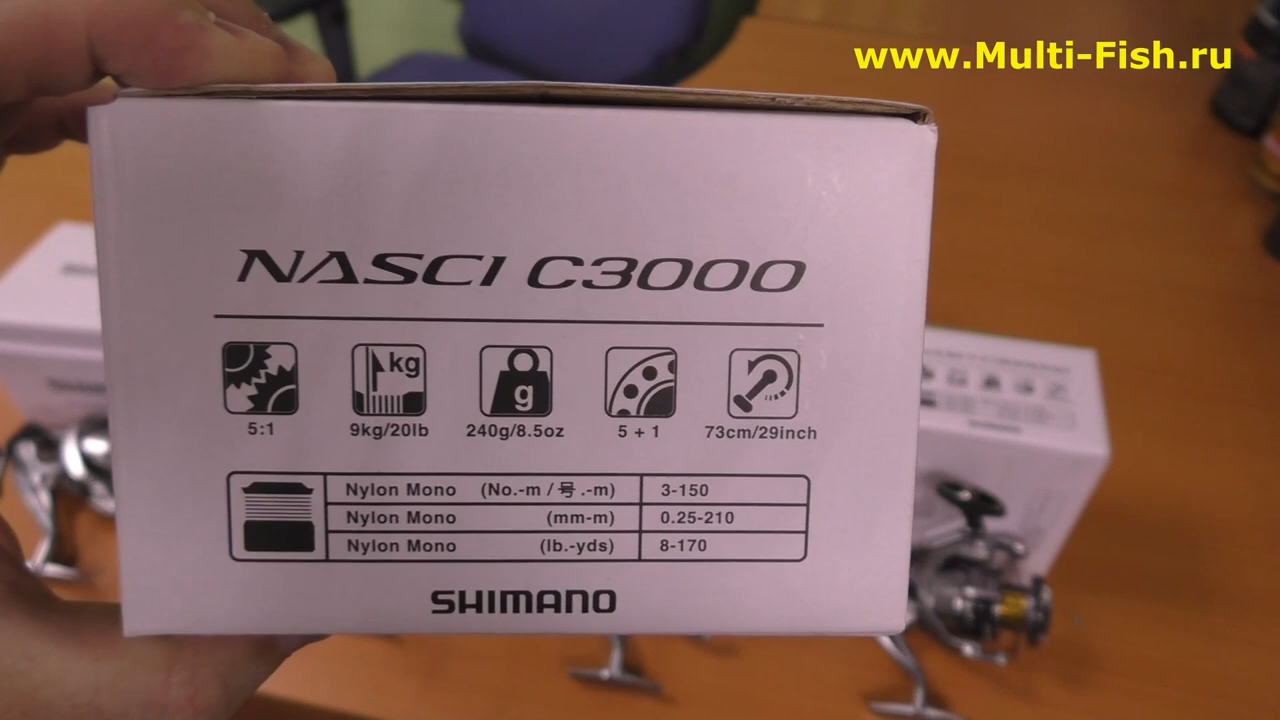 www.Multi-Fish.ru
NASCI C3000
kg
g
5:1 9kg/20lb 240g/8.5oz 5 + 1 73cm/29inch
Nylon Mono (No.-m / 号.-m) 3-150
Nylon Mono (mm-m) 0.25-210
Nylon Mono (lb.-yds) 8-170
SHIMANO